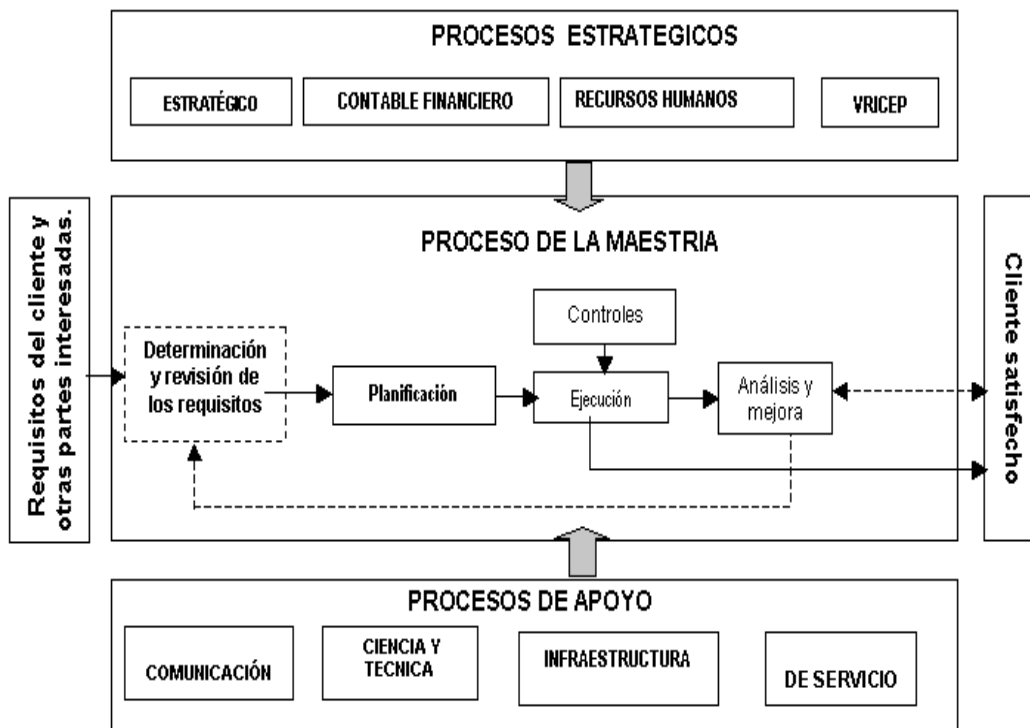 PROCESOS ESTRATEGICOS
ESTRATÉGICO
CONTABLE FINANCIERO
RECURSOS HUMANOS
VRICEP
Requisitos del cliente y
otras partes interesadas.
PROCESO DE LA MAESTRIA
Controles
Determinación
y revisión de
los requisitos
Planificación
Ejecución
Análisis y
mejora
Cliente satisfecho
PROCESOS DE APOYO
COMUNICACIÓN
CIENCIA Y
TECNICA
INFRAESTRUCTURA
DE SERVICIO